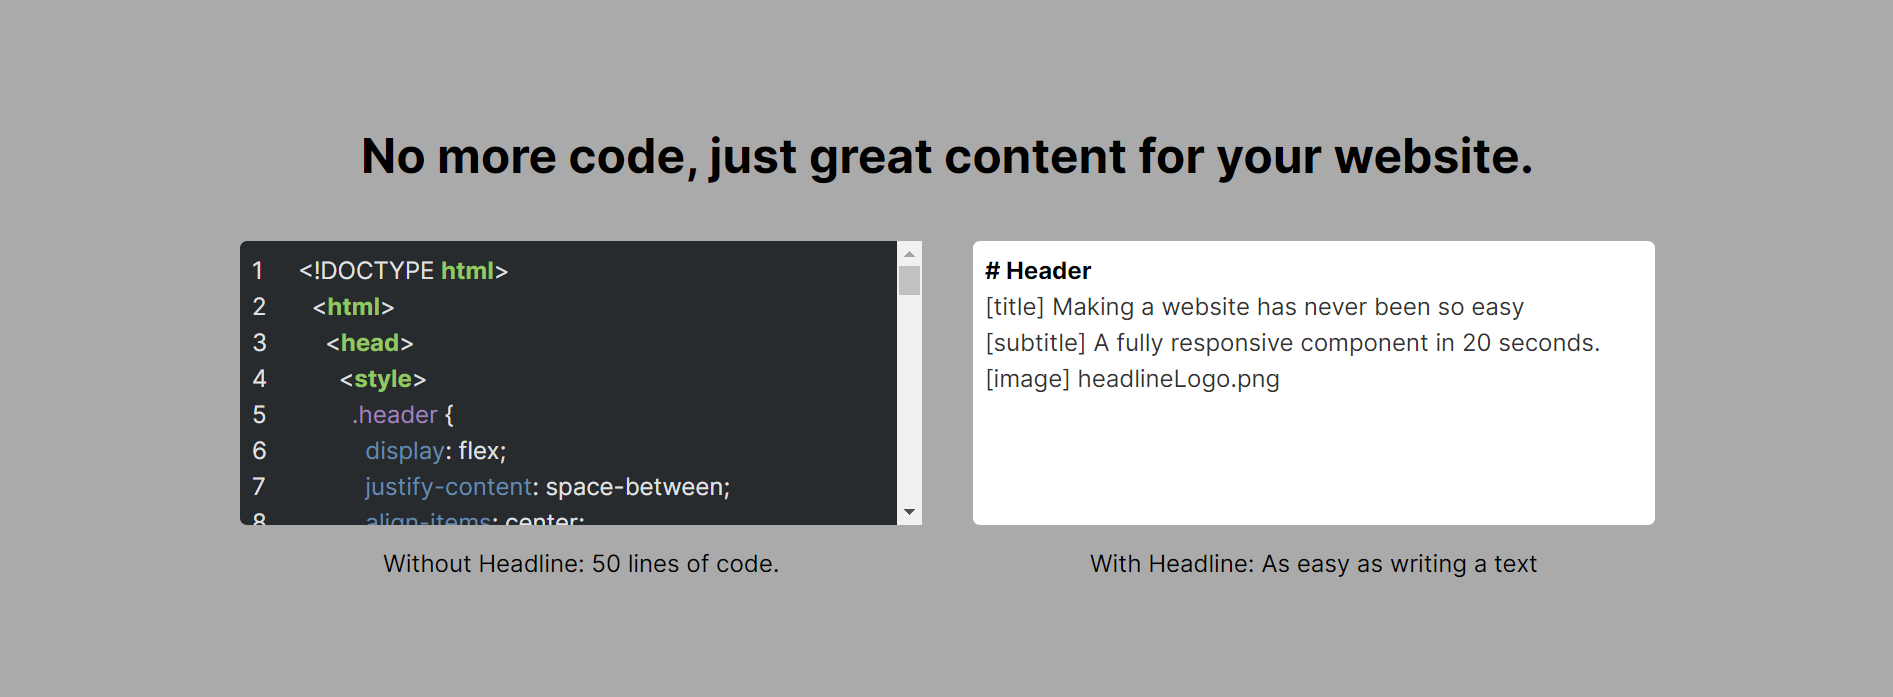 No more code, just great content for your website.
1 <!DOCTYPE html>
2 <html>
3 <head>
4 <style>
5 .header {
6 display: flex;
7 justify-content: space-between;
8 align-items: center;
Without Headline: 50 lines of code.
# Header
[title] Making a website has never been so easy
[subtitle] A fully responsive component in 20 seconds.
[image] headlineLogo.png
With Headline: As easy as writing a text